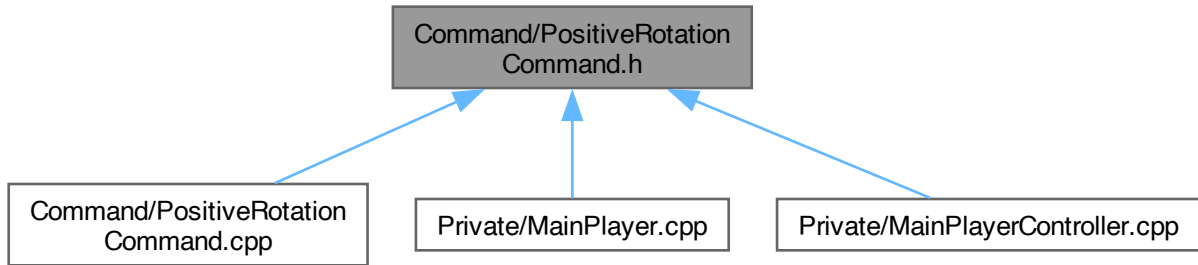 Command/PositiveRotation
Command.h
Command/PositiveRotation
Command.cpp
Private/MainPlayer.cpp
Private/MainPlayerController.cpp